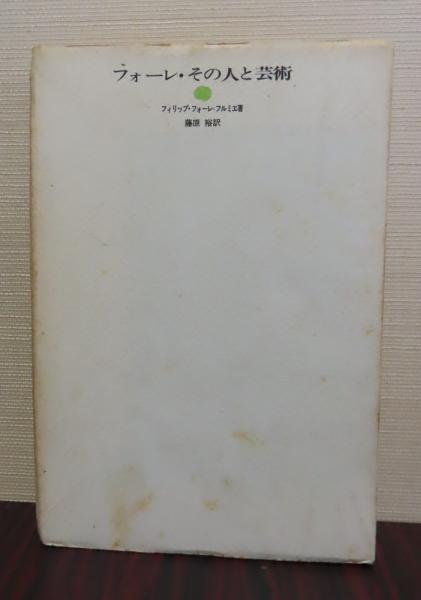 フォーレ・その人と芸術
フィリップ・フォーレ・フルミエ著
藤原 裕訳